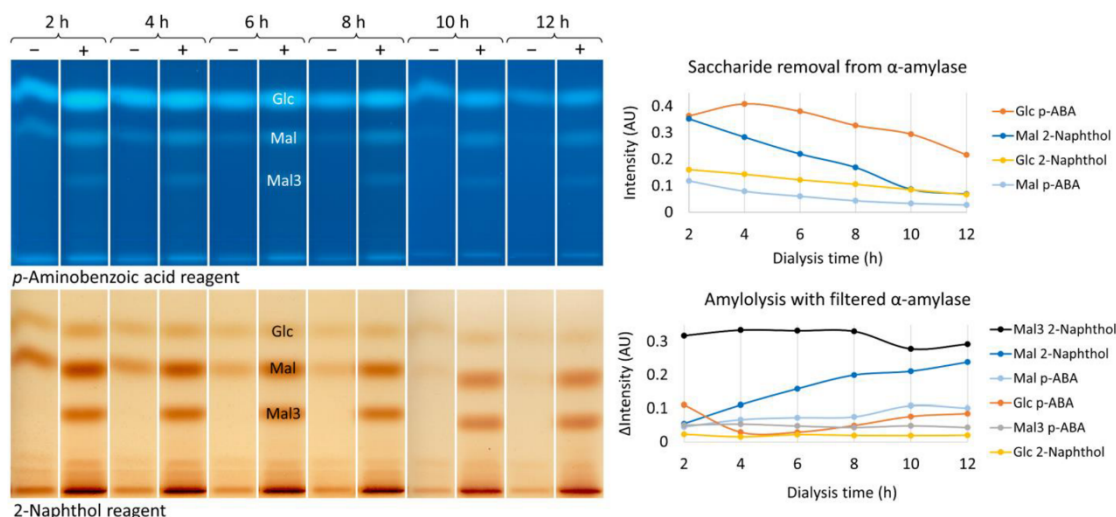 2 h 4 h 6 h 8 h 10 h 12 h
− + − + − + − + − + − +
Glc
Mal
Mal3
p-Aminobenzoic acid reagent
Glc
Mal
Mal3
2-Naphthol reagent
Saccharide removal from α-amylase
Intensity (AU)
0.4
0.3
0.2
0.1
0
2 4 6 8 10 12
Dialysis time (h)
Glc p-ABA
Mal 2-Naphthol
Glc 2-Naphthol
Mal p-ABA
Amylolysis with filtered α-amylase
ΔIntensity (AU)
0.3
0.2
0.1
0
2 4 6 8 10 12
Dialysis time (h)
Mal3 2-Naphthol
Mal 2-Naphthol
Mal p-ABA
Glc p-ABA
Mal3 p-ABA
Glc 2-Naphthol